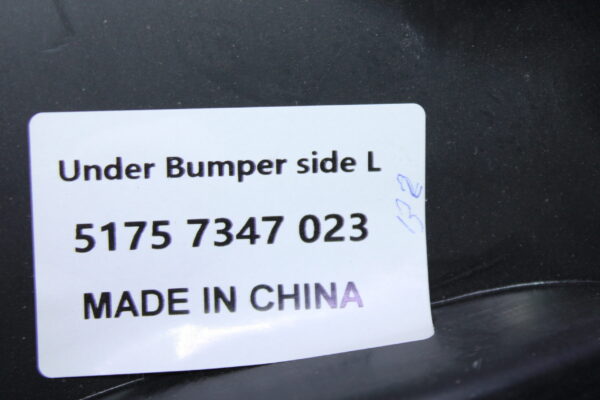 Under Bumper side L
5175 7347 023
MADE IN CHINA